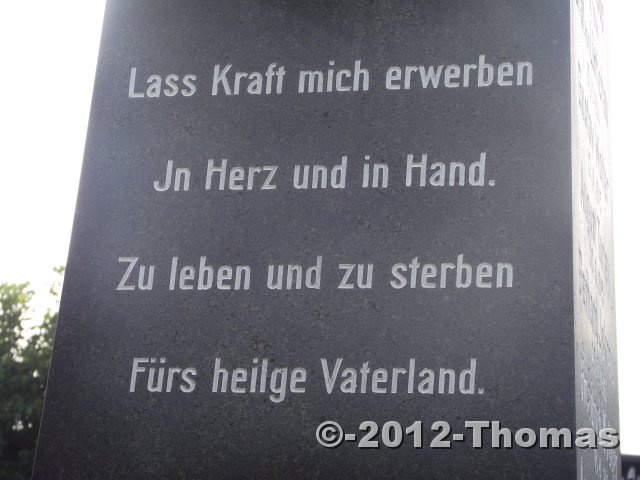 Lass Kraft mich erwerben
Jn Herz und in Hand.
Zu leben und zu sterben
Fürs heilge Vaterland.
©-2012-Thomas